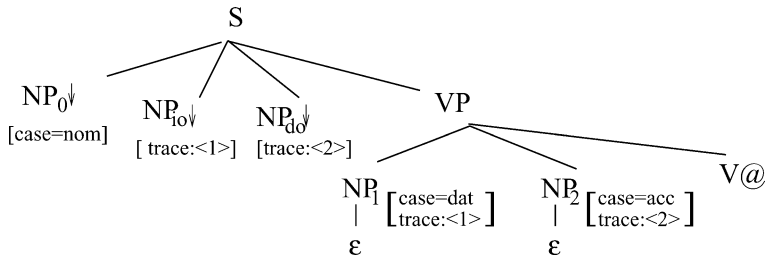 S
NP0↓ NPio↓ NPdo↓ VP
[case=nom] [ trace:<1>] [trace:<2>]
NP1 [case=dat trace:<1>] NP2 [case=acc trace:<2>] V@
ε ε